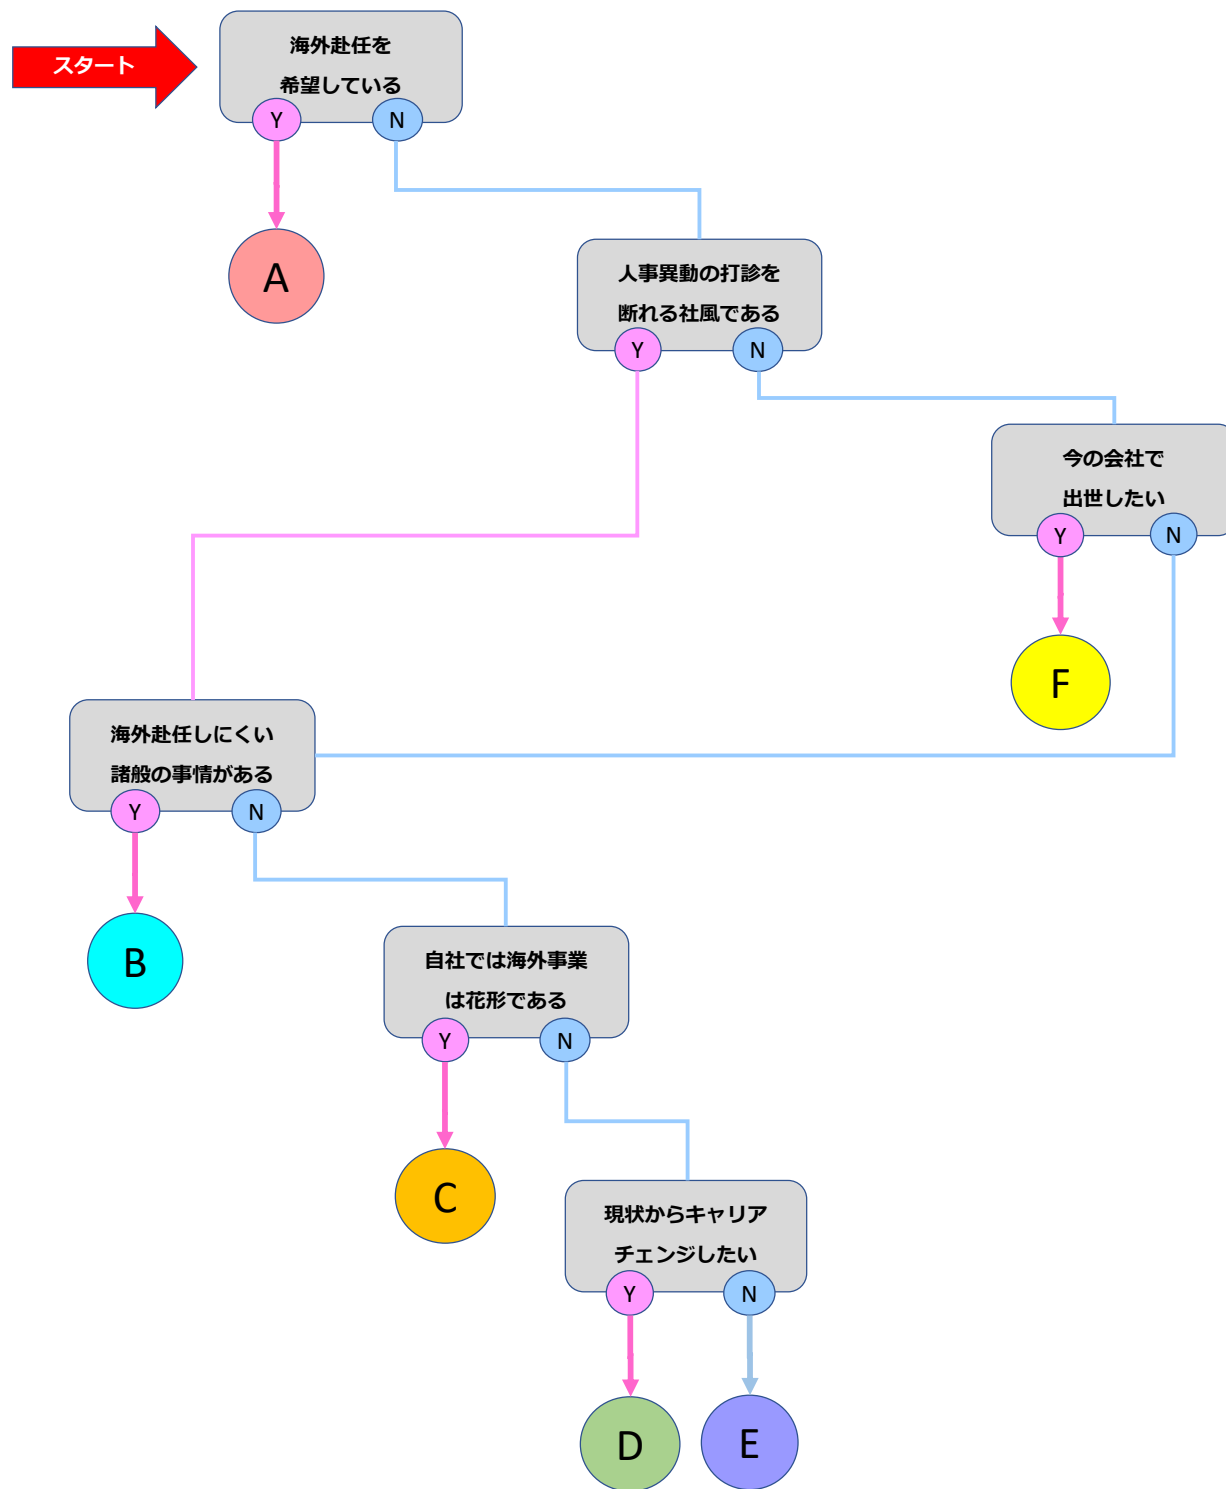 スタート
海外赴任を
希望している
Y
N
A
人事異動の打診を
断れる社風である
Y
N
今の会社で
出世したい
Y
N
F
海外赴任しにくい
諸般の事情がある
Y
N
B
自社では海外事業
は花形である
Y
N
C
現状からキャリア
チェンジしたい
Y
N
D
E